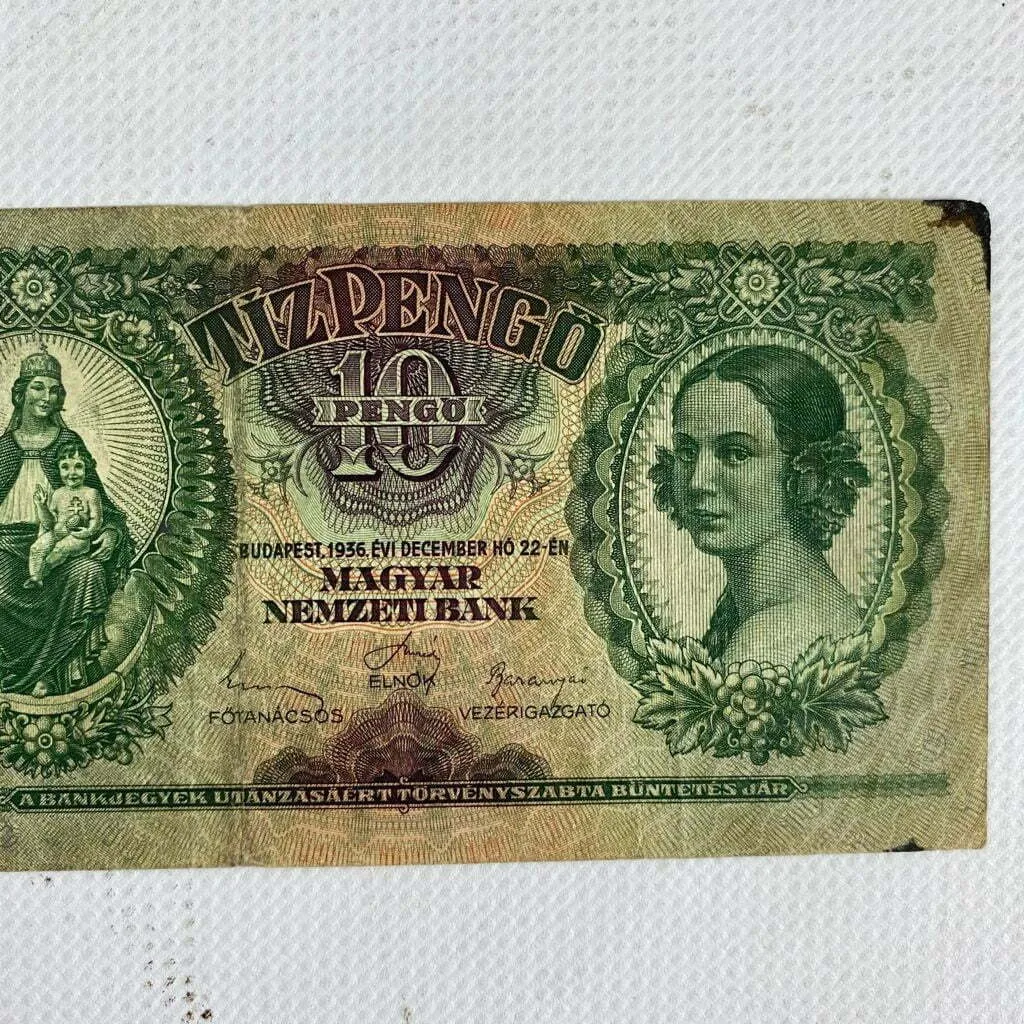 TÍZ PENGŐ
10
PENGŐ
BUDAPEST, 1936. ÉVI DECEMBER HÓ 22-ÉN
MAGYAR
NEMZETI BANK
ELNÖK
Baranyai
FŐTANÁCSOS
VEZÉRIGAZGATÓ
A BANKJEGYEK UTÁNZÁSÁÉRT TÖRVÉNYSZABTA BÜNTETÉS JÁR